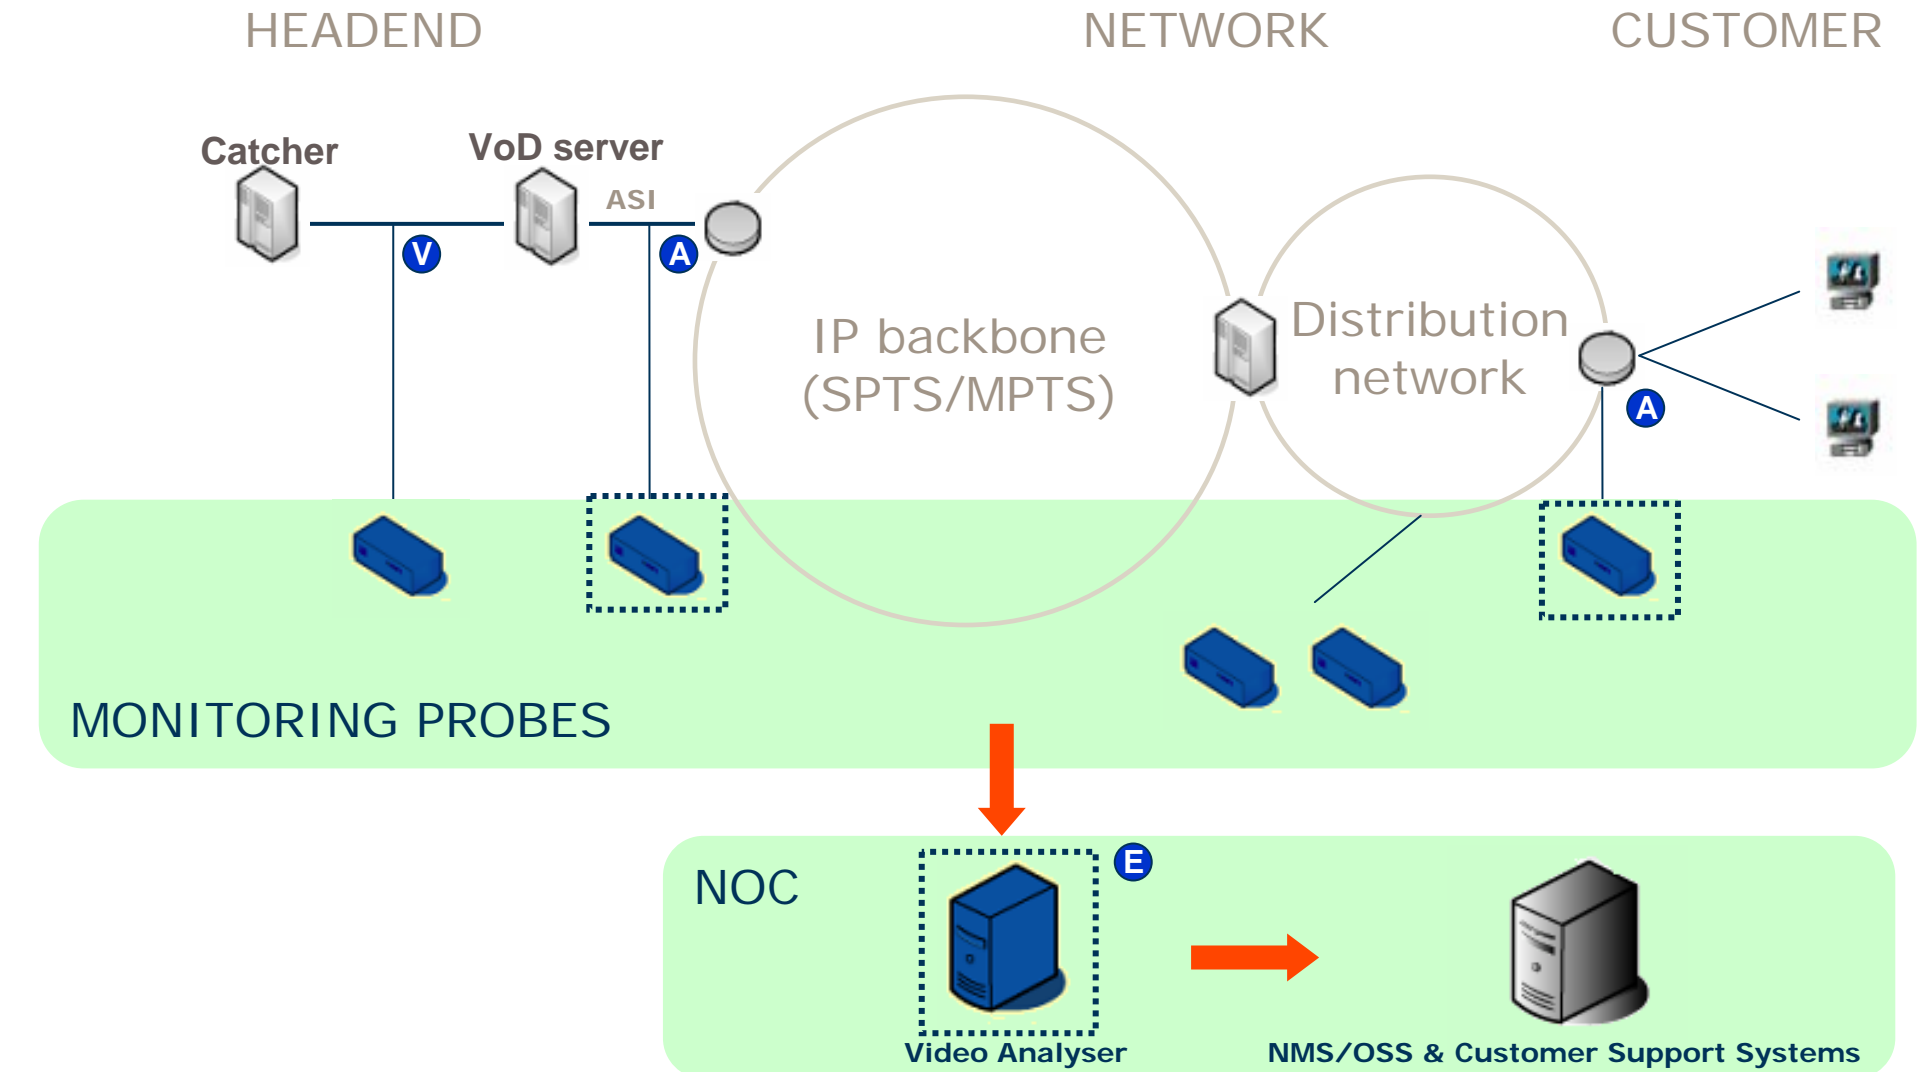 HEADEND
NETWORK
CUSTOMER
Catcher
VoD server
ASI
V
A
IP backbone
(SPTS/MPTS)
Distribution
network
A
MONITORING PROBES
NOC
E
Video Analyser
NMS/OSS & Customer Support Systems